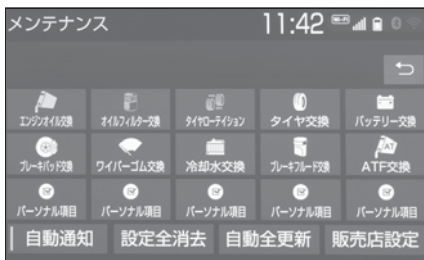 メンテナンス 11:42 Wi-Fi
エンジンオイル交換 オイルフィルター交換 タイヤローテイション タイヤ交換 バッテリー交換
ブレーキパッド交換 ワイパーゴム交換 冷却水交換 ブレーキフルード交換 ATF交換
AT
パーソナル項目 パーソナル項目 パーソナル項目 パーソナル項目 パーソナル項目
自動通知 設定全消去 自動全更新 販売店設定